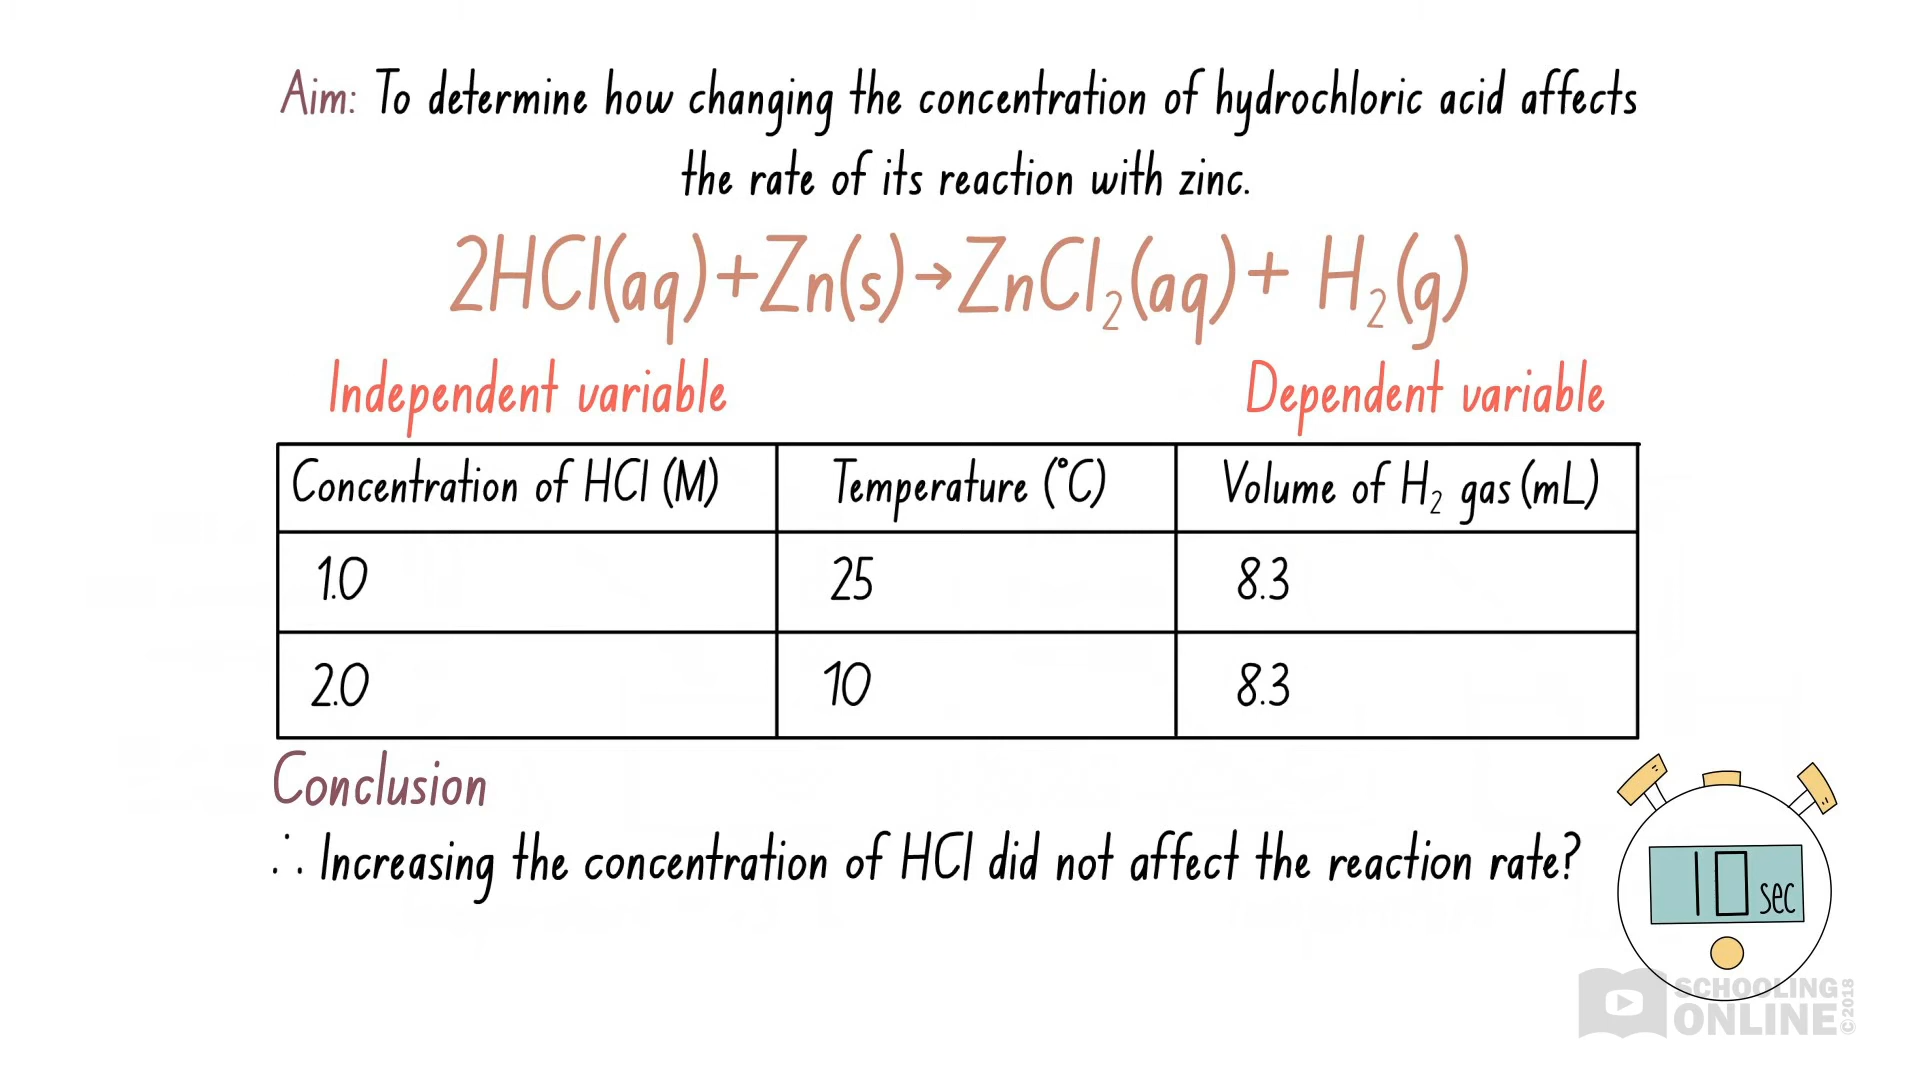 Aim: To determine how changing the concentration of hydrochloric acid affects
the rate of its reaction with zinc.
2HCl(aq)+Zn(s)→ZnCl₂(aq)+ H₂(g)
Independent variable
Dependent variable
Concentration of HCl (M) Temperature (°C) Volume of H₂ gas (mL)
1.0 25 8.3
2.0 10 8.3
Conclusion
∴ Increasing the concentration of HCl did not affect the reaction rate?
10 sec
SCHOOLING
ONLINE
©2018